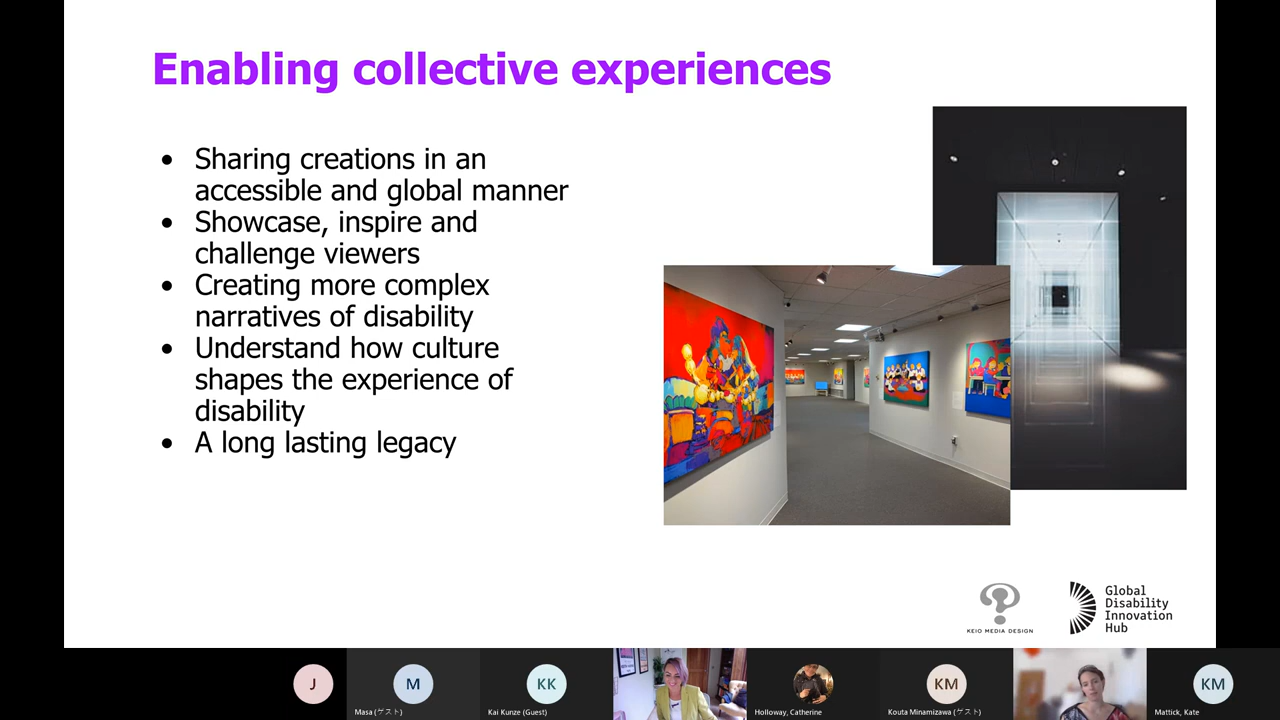 Enabling collective experiences
• Sharing creations in an
accessible and global manner
• Showcase, inspire and
challenge viewers
• Creating more complex
narratives of disability
• Understand how culture
shapes the experience of
disability
• A long lasting legacy
KEIO MEDIA DESIGN
Global
Disability
Innovation
Hub
J
M
KK
KM
KM
Masa (ゲスト)
Kai Kunze (Guest)
Holloway, Catherine
Kouta Minamizawa (ゲスト)
Mattick, Kate